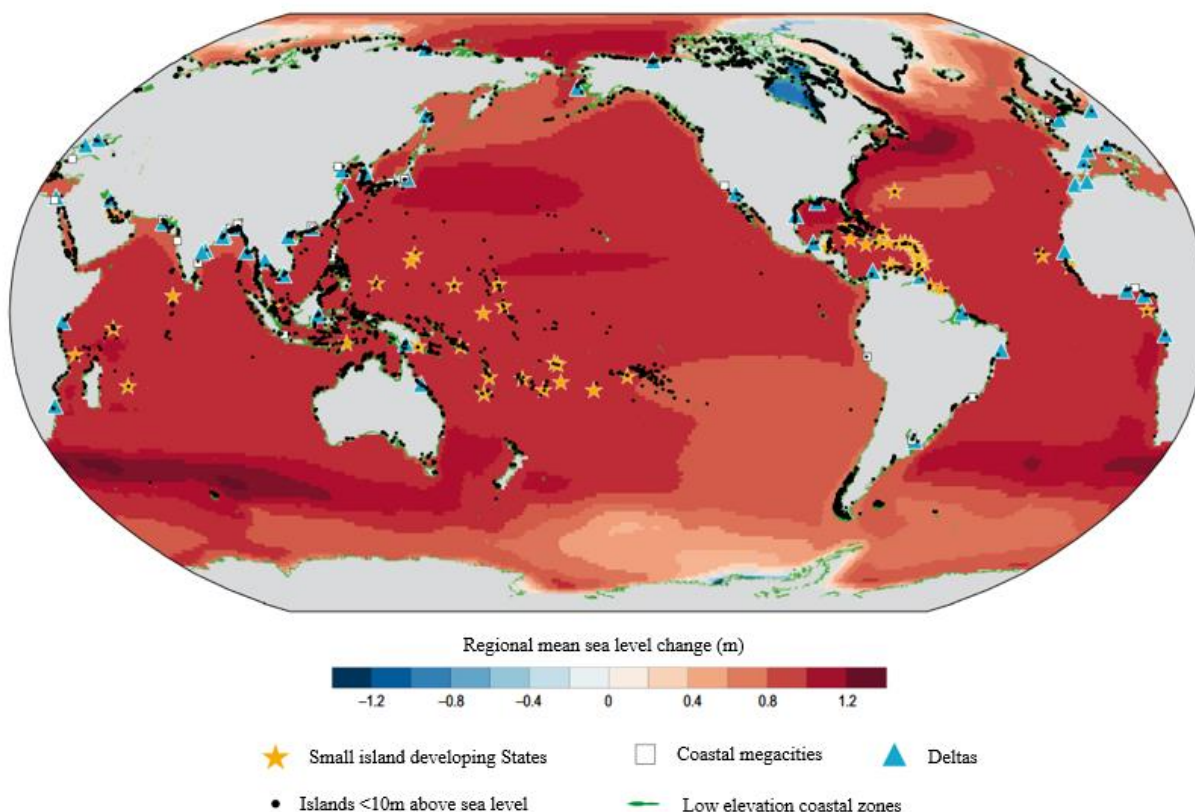 Regional mean sea level change (m)
−1.2 −0.8 −0.4 0 0.4 0.8 1.2
Small island developing States Coastal megacities Deltas
Islands <10m above sea level Low elevation coastal zones